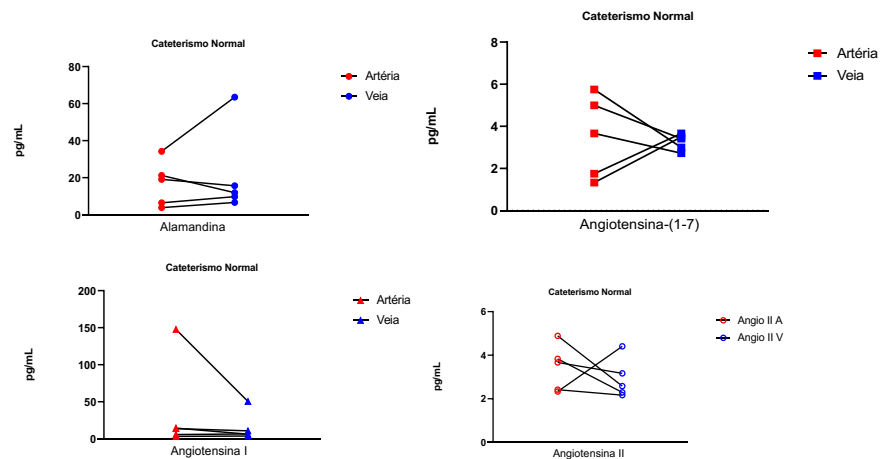 Cateterismo Normal
80
60
40
20
0
pg/mL
Alamandina
Artéria
Veia
Cateterismo Normal
8
6
4
2
0
pg/mL
Angiotensina-(1-7)
Artéria
Veia
Cateterismo Normal
200
150
100
50
0
pg/mL
Angiotensina I
Artéria
Veia
Cateterismo Normal
6
4
2
0
pg/mL
Angiotensina II
Angio II A
Angio II V